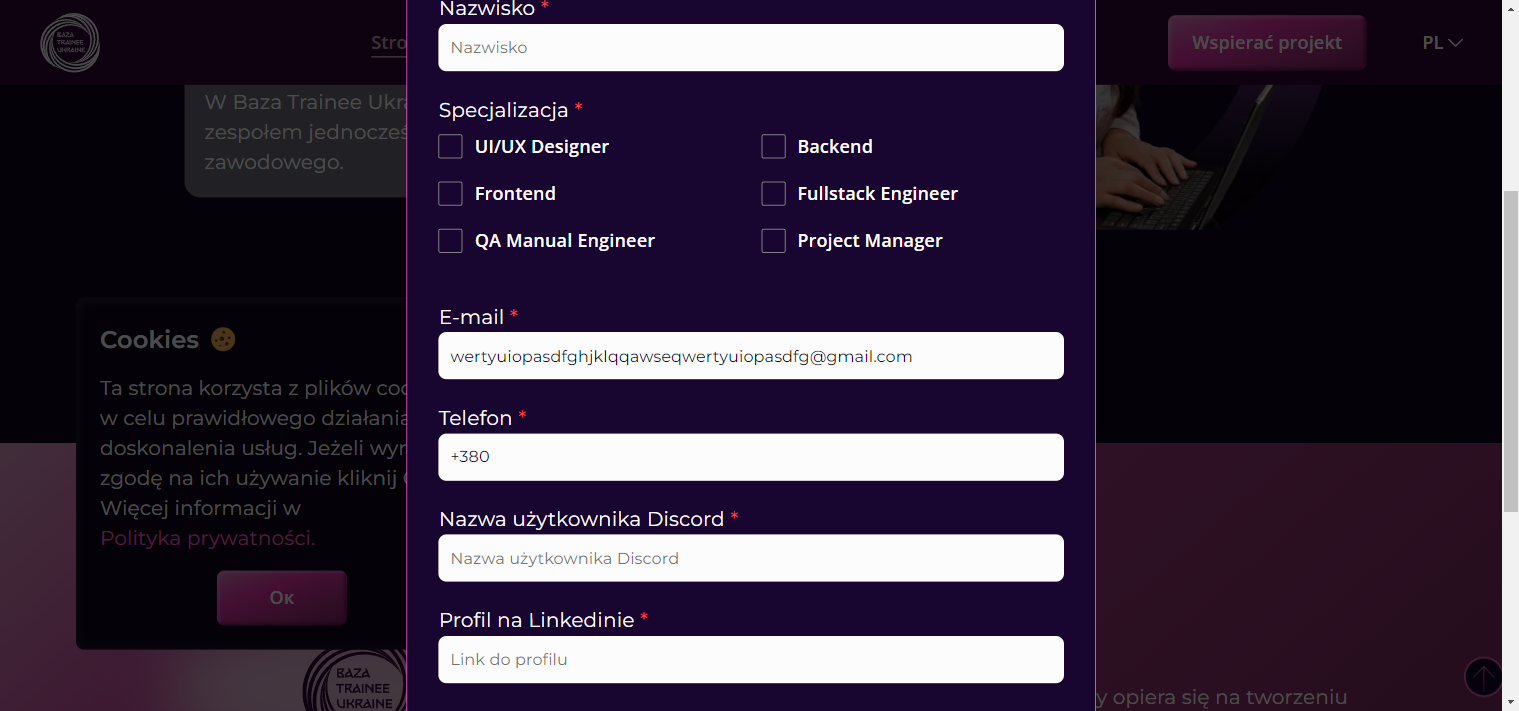 BAZA
TRAINEE
UKRAINE
Stro
Wspierać projekt
PL
W Baza Trainee Ukra
zespołem jednocześ
zawodowego.
Nazwisko *
Nazwisko
Specjalizacja *
UI/UX Designer
Backend
Frontend
Fullstack Engineer
QA Manual Engineer
Project Manager
E-mail *
wertyuiopasdfghjklqqawseqwertyuiopasdfg@gmail.com
Telefon *
+380
Nazwa użytkownika Discord *
Nazwa użytkownika Discord
Profil na Linkedinie *
Link do profilu
Cookies
Ta strona korzysta z plików coo
w celu prawidłowego działania
doskonalenia usług. Jeżeli wyr
zgodę na ich używanie kliknij
Więcej informacji w
Polityka prywatności.
Ок
BAZA
TRAINEE
UKRAINE
y opiera się na tworzeniu